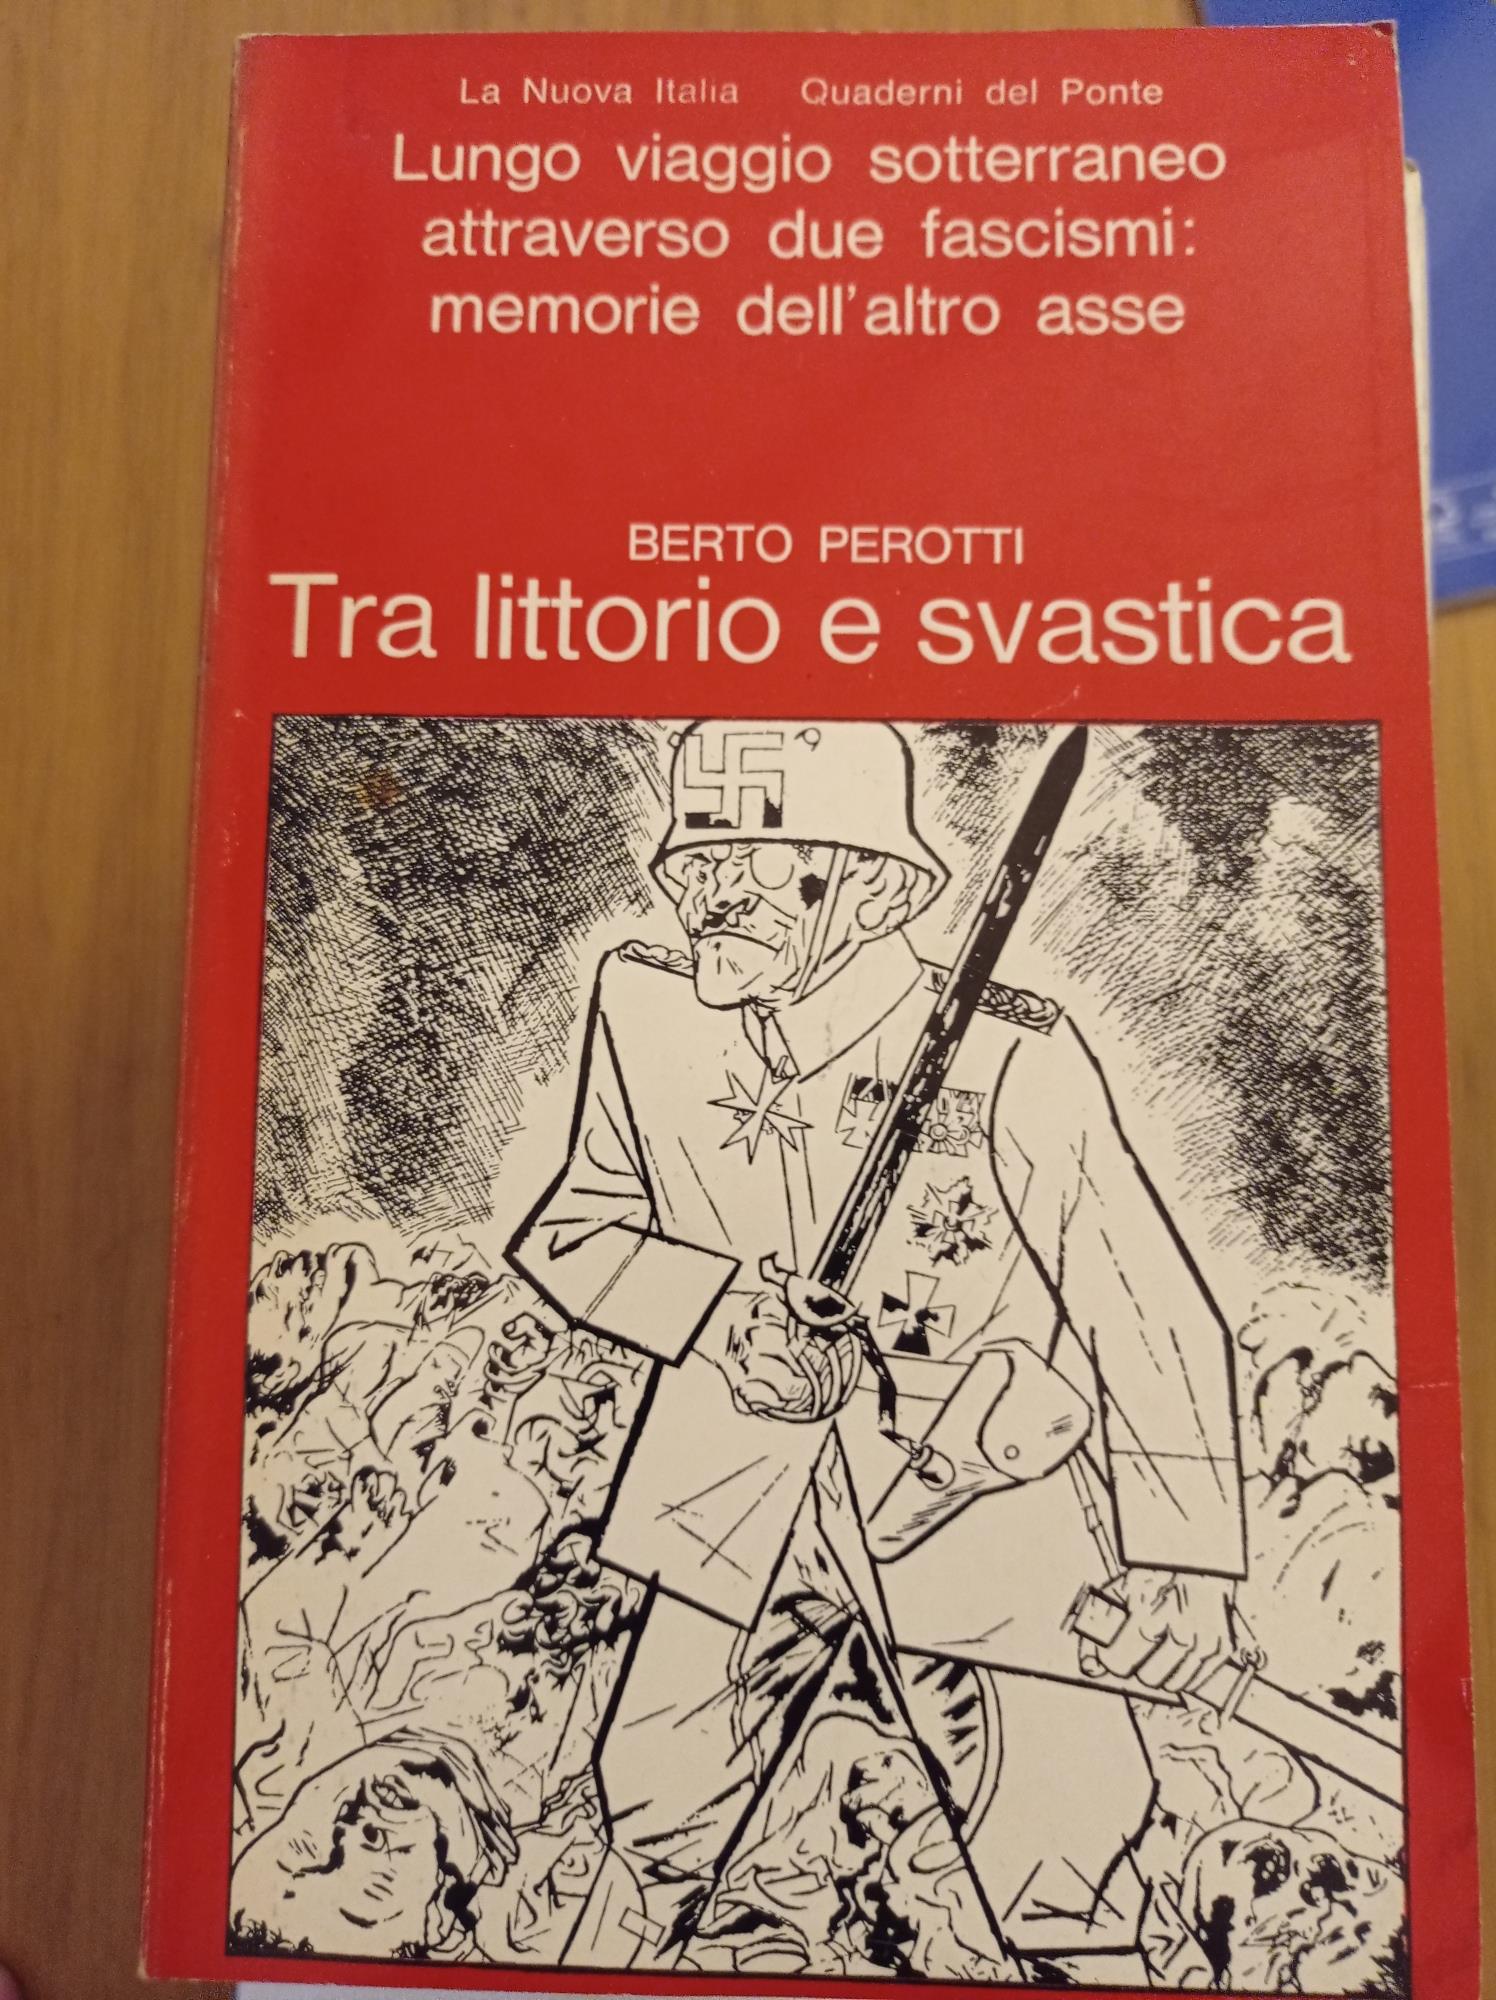 La Nuova Italia Quaderni del Ponte
Lungo viaggio sotterraneo
attraverso due fascismi:
memorie dell'altro asse
BERTO PEROTTI
Tra littorio e svastica